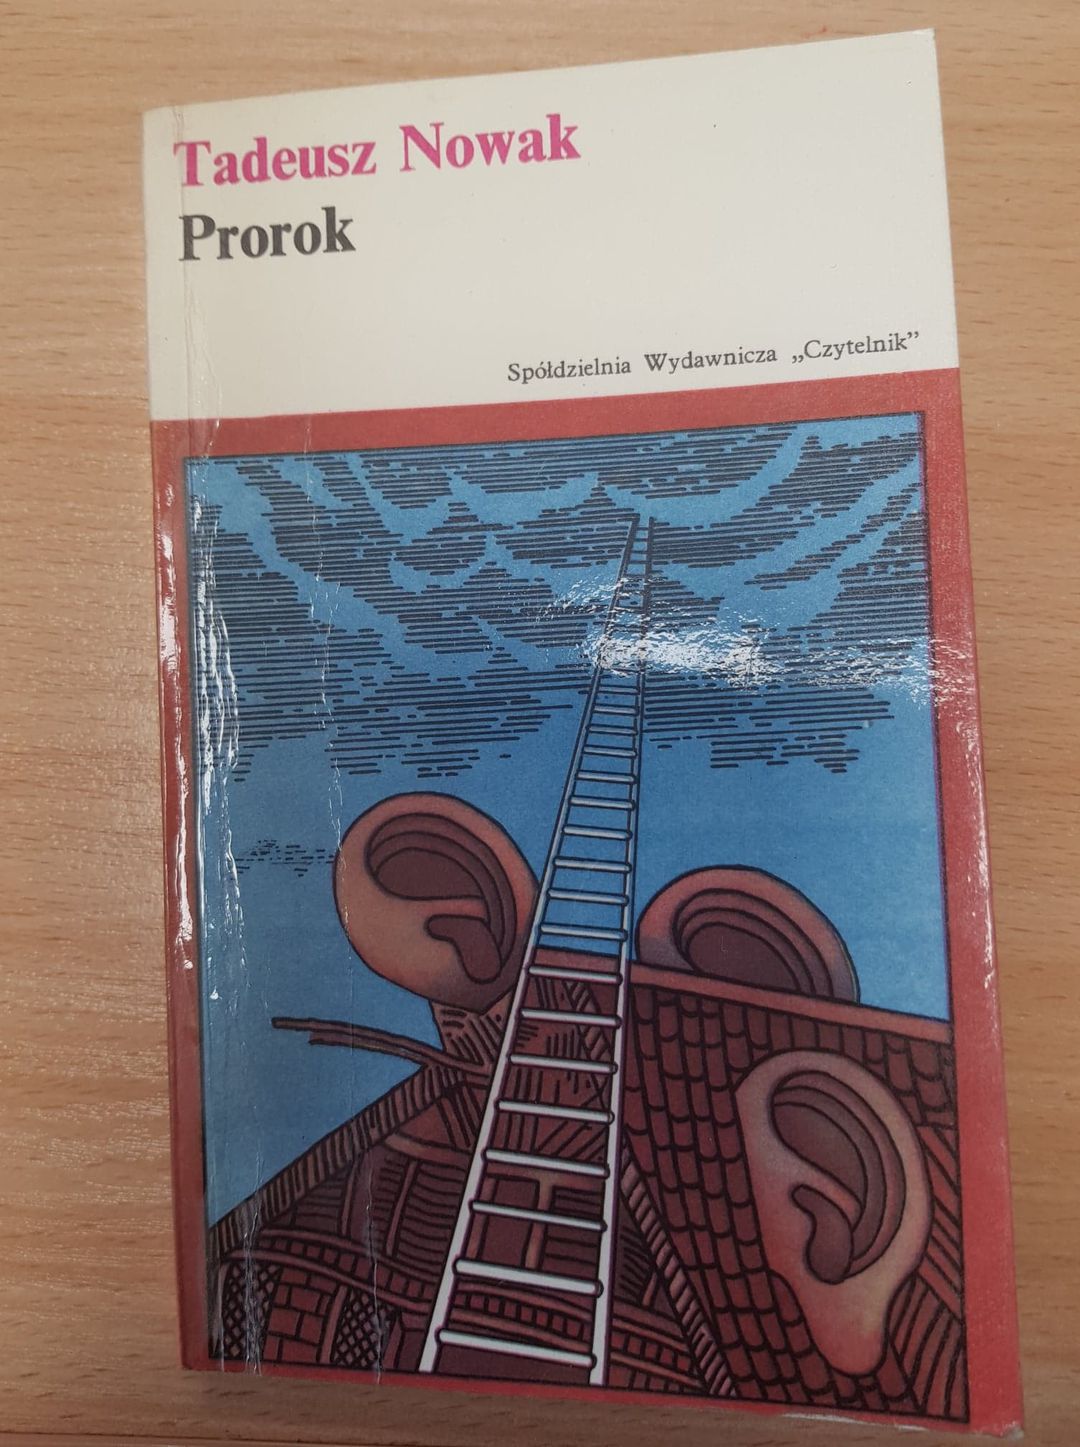 Tadeusz Nowak
Prorok
Spółdzielnia Wydawnicza „Czytelnik”